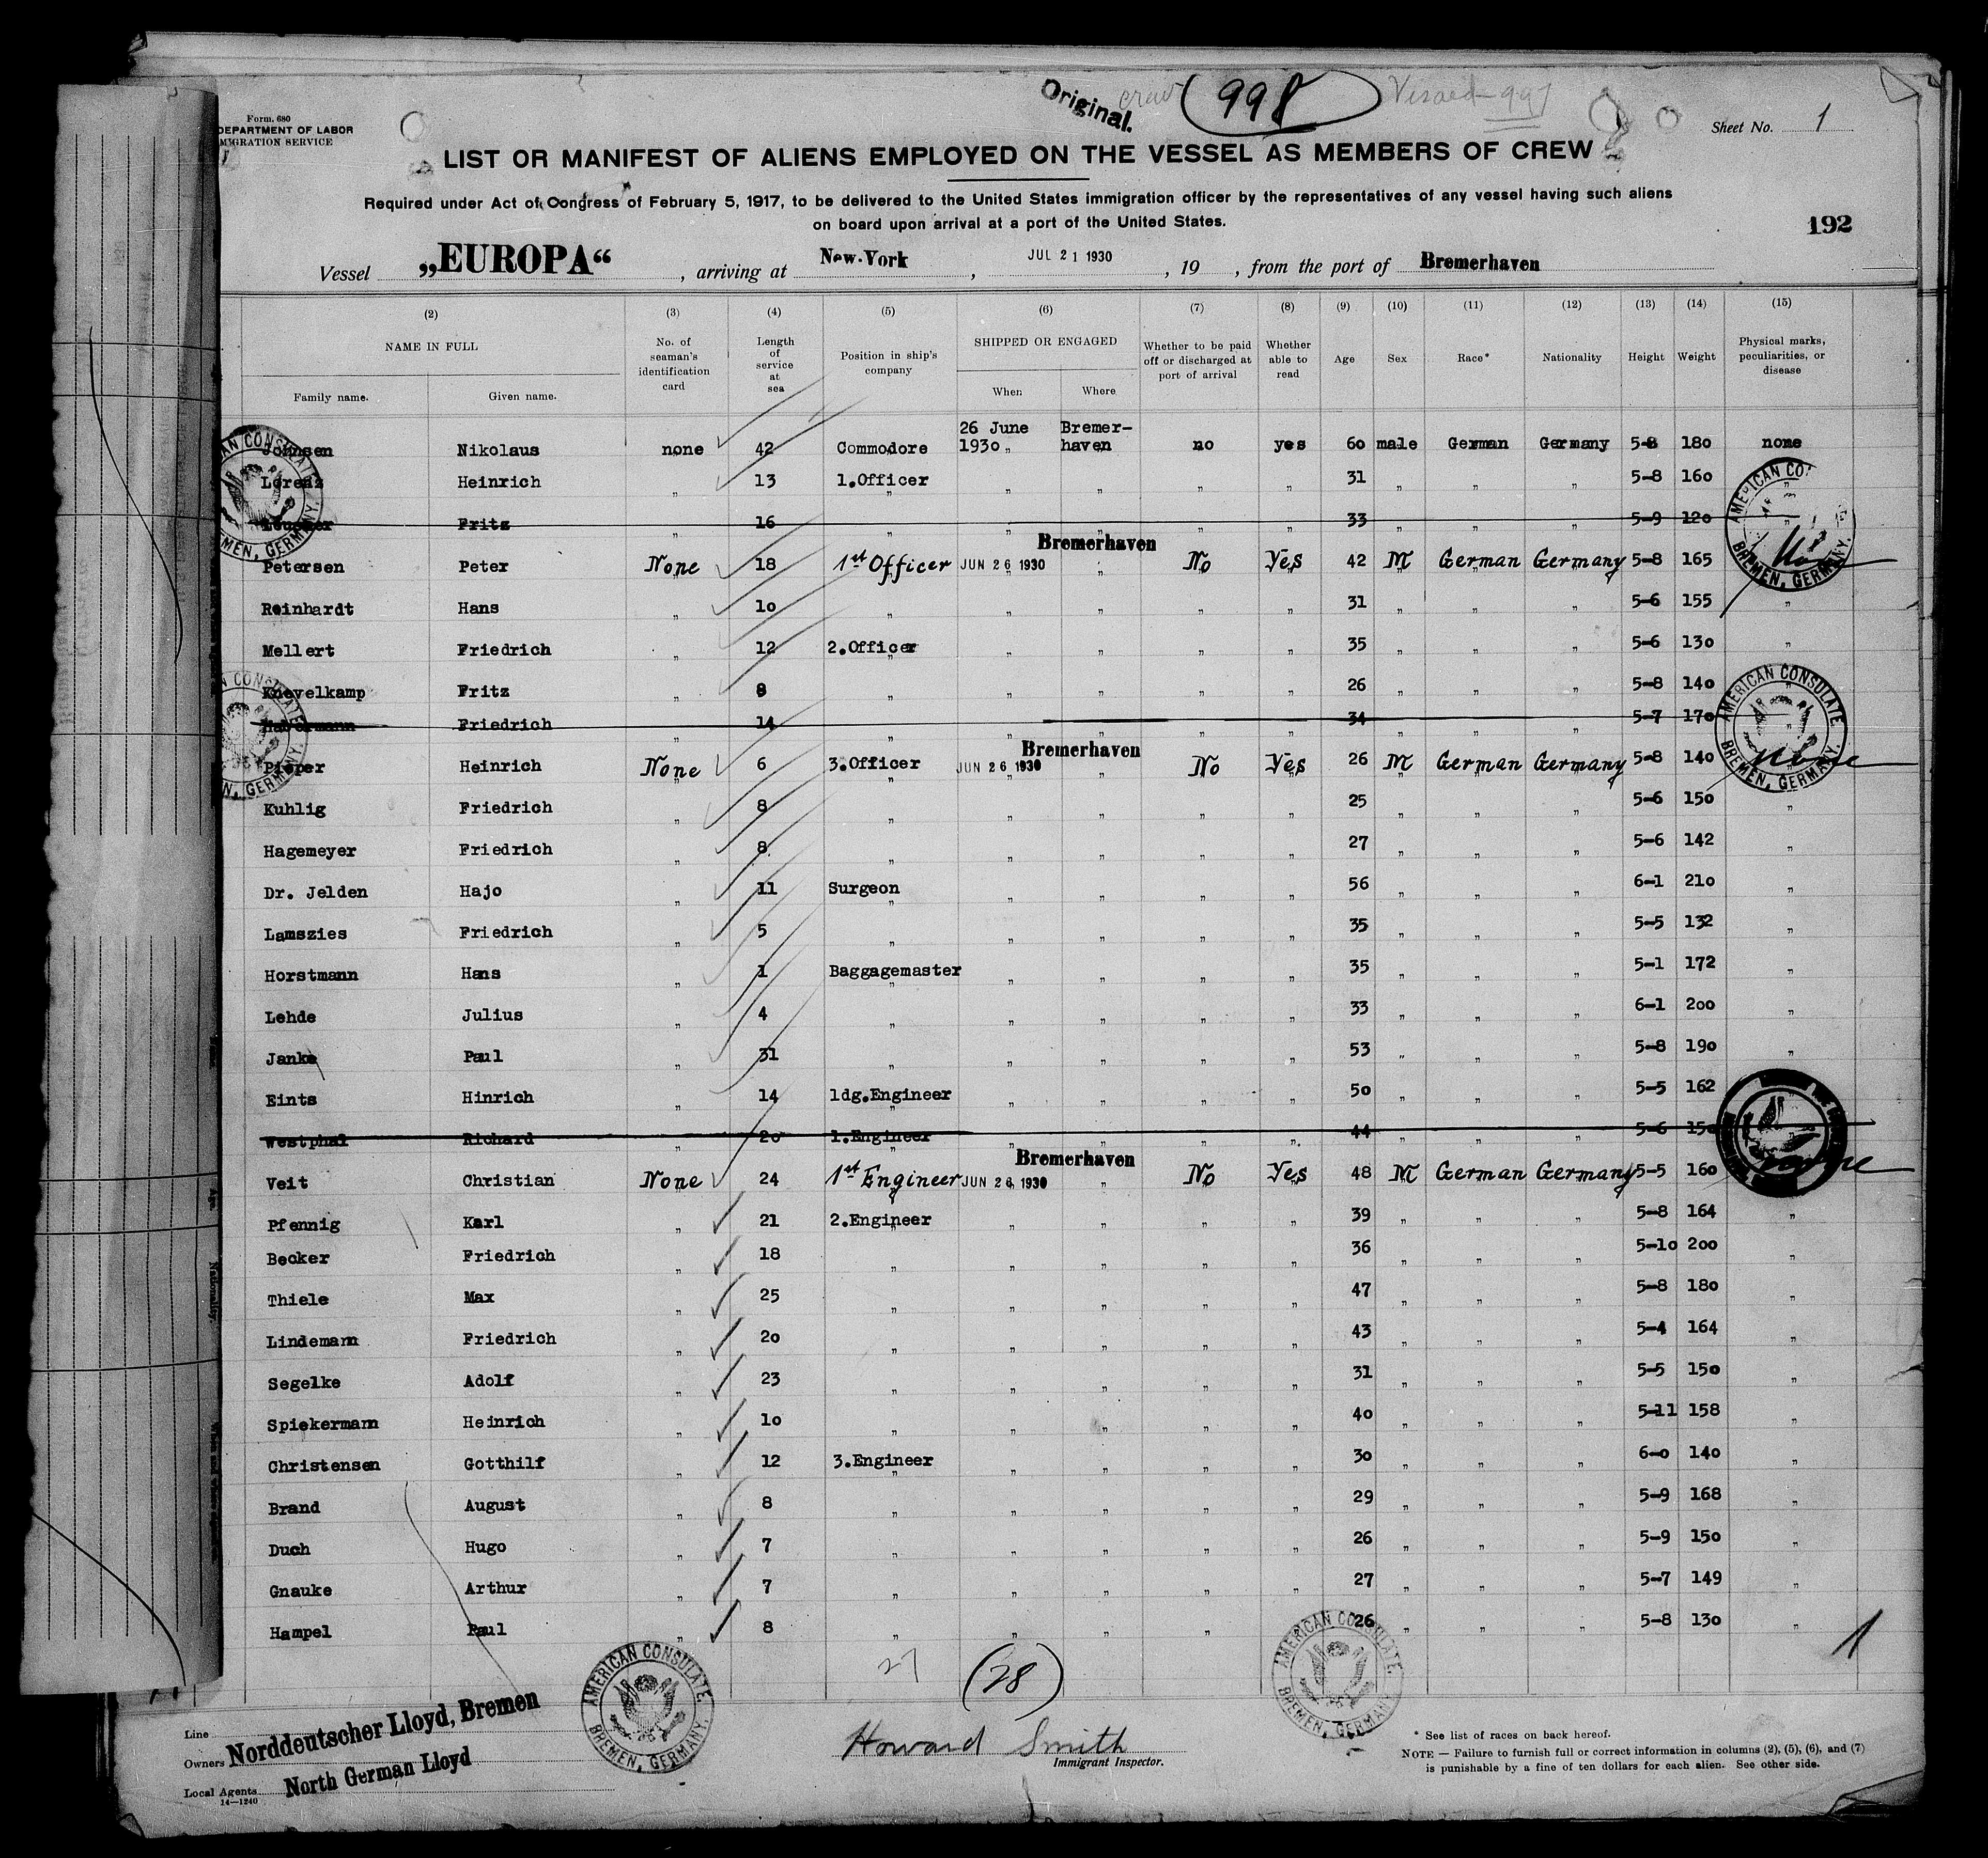 Original. crew 998 Visaed-997
Form. 680
DEPARTMENT OF LABOR
MIGRATION SERVICE
Sheet No. 1
LIST OR MANIFEST OF ALIENS EMPLOYED ON THE VESSEL AS MEMBERS OF CREW
Required under Act of Congress of February 5, 1917, to be delivered to the United States immigration officer by the representatives of any vessel having such aliens
on board upon arrival at a port of the United States.
192
Vessel „EUROPA“, arriving at New-York, JUL 21 1930, 19 , from the port of Bremerhaven
(2) (3) (4) (5) (6) (7) (8) (9) (10) (11) (12) (13) (14) (15)
NAME IN FULL No. of seaman's identification card Length of service at sea Position in ship's company SHIPPED OR ENGAGED Whether to be paid off or discharged at port of arrival Whether able to read Age Sex Race* Nationality Height Weight Physical marks, peculiarities, or disease
Family name. Given name. When Where
Johnsen Nikolaus none 42 Commodore 26 June 1930 Bremer-haven no yes 60 male German Germany 5-8 180 none
Lorenz Heinrich „ 13 1.Officer „ „ „ „ 31 „ „ „ 5-8 160 „
Fritz „ 16 „ „ „ „ „ 33 „ „ „ 5-9 120 „
Petersen Peter None 18 1st Officer JUN 26 1930 Bremerhaven No Yes 42 M German Germany 5-8 165
Reinhardt Hans „ 10 „ „ „ „ „ 31 „ „ „ 5-6 155 „
Mellert Friedrich „ 12 2.Officer „ „ „ „ 35 „ „ „ 5-6 130 „
Knevelkamp Fritz „ 8 „ „ „ „ „ 26 „ „ „ 5-8 140 „
Habermann Friedrich „ 14 „ „ „ „ „ 34 „ „ „ 5-7 170 „
Pieper Heinrich None 6 3.Officer JUN 26 1930 Bremerhaven No Yes 26 M German Germany 5-8 140 None
Kuhlig Friedrich „ 8 „ „ „ „ „ 25 „ „ „ 5-6 150 „
Hagemeyer Friedrich „ 8 „ „ „ „ „ 27 „ „ „ 5-6 142 „
Dr. Jelden Hajo „ 11 Surgeon „ „ „ „ 56 „ „ „ 6-1 210 „
Lamszies Friedrich „ 5 „ „ „ „ „ 35 „ „ „ 5-5 132 „
Horstmann Hans „ 1 Baggagemaster „ „ „ „ 35 „ „ „ 5-1 172 „
Lehde Julius „ 4 „ „ „ „ „ 33 „ „ „ 6-1 200 „
Janke Paul „ 31 „ „ „ „ „ 53 „ „ „ 5-8 190 „
Eints Hinrich „ 14 ldg.Engineer „ „ „ „ 50 „ „ „ 5-5 162
Westphal Richard „ 20 1.Engineer „ „ „ „ 44 „ „ „ 5-6 150
Veit Christian None 24 1st Engineer JUN 26 1930 Bremerhaven No Yes 48 M German Germany 5-5 160 none
Pfennig Karl „ 21 2.Engineer „ „ „ „ 39 „ „ „ 5-8 164 „
Becker Friedrich „ 18 „ „ „ „ „ 36 „ „ „ 5-10 200 „
Thiele Max „ 25 „ „ „ „ „ 47 „ „ „ 5-8 180 „
Lindemann Friedrich „ 20 „ „ „ „ „ 43 „ „ „ 5-4 164 „
Segelke Adolf „ 23 „ „ „ „ „ 31 „ „ „ 5-5 150 „
Spiekermann Heinrich „ 10 „ „ „ „ „ 40 „ „ „ 5-11 158 „
Christensen Gotthilf „ 12 3.Engineer „ „ „ „ 30 „ „ „ 6-0 140 „
Brand August „ 8 „ „ „ „ „ 29 „ „ „ 5-9 168 „
Duch Hugo „ 7 „ „ „ „ „ 26 „ „ „ 5-9 150 „
Gnauke Arthur „ 7 „ „ „ „ „ 27 „ „ „ 5-7 149 „
Hampel Paul „ 8 „ „ „ „ „ 26 „ „ „ 5-8 130 „
1
27 (28)
AMERICAN CONSULATE, BREMEN, GERMANY.
AMERICAN CONSULATE, BREMEN, GERMANY.
Line
Owners Norddeutscher Lloyd, Bremen
Local Agents North German Lloyd
14—1240
Howard Smith
Immigrant Inspector.
* See list of races on back hereof.
NOTE — Failure to furnish full or correct information in columns (2), (5), (6), and (7)
is punishable by a fine of ten dollars for each alien. See other side.